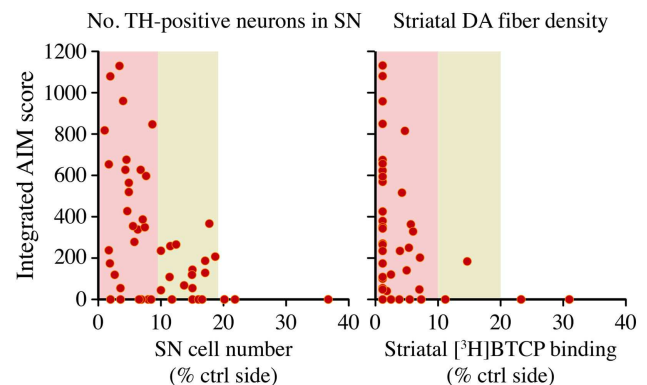 No. TH-positive neurons in SN
Striatal DA fiber density
Integrated AIM score
1200
1000
800
600
400
200
0
0 10 20 30 40
SN cell number
(% ctrl side)
0 10 20 30 40
Striatal [³H]BTCP binding
(% ctrl side)